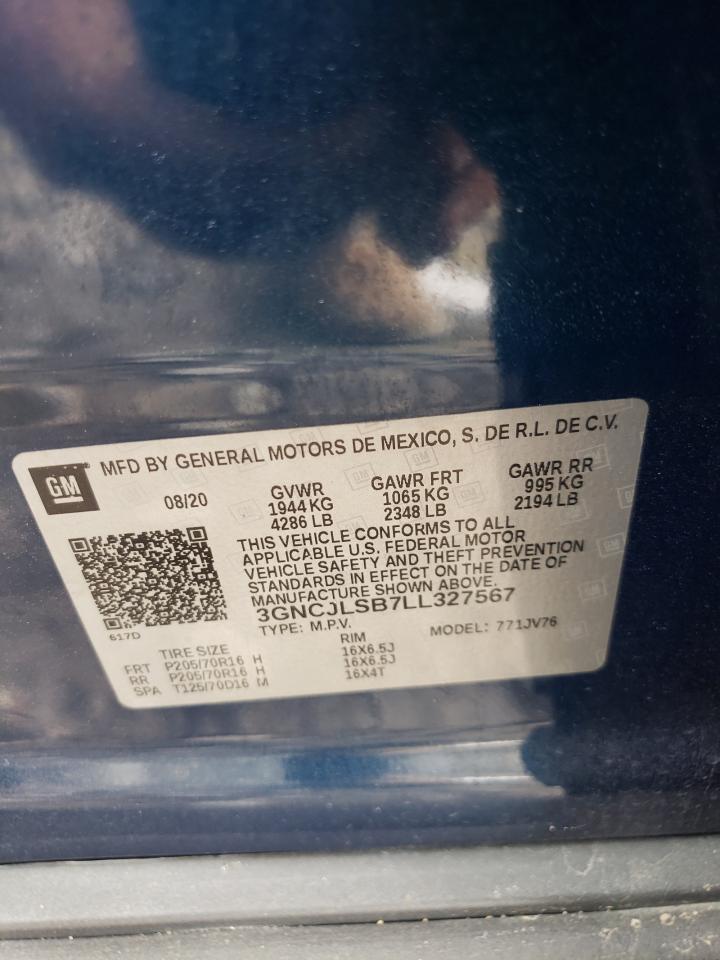 GM
MFD BY GENERAL MOTORS DE MEXICO, S. DE R.L. DE C.V.
08/20 GVWR GAWR FRT GAWR RR
1944 KG 1065 KG 995 KG
4286 LB 2348 LB 2194 LB
THIS VEHICLE CONFORMS TO ALL
APPLICABLE U.S. FEDERAL MOTOR
VEHICLE SAFETY AND THEFT PREVENTION
STANDARDS IN EFFECT ON THE DATE OF
MANUFACTURE SHOWN ABOVE.
3GNCJLSB7LL327567
617D
TYPE: M.P.V. MODEL: 771JV76
TIRE SIZE RIM
FRT P205/70R16 H 16X6.5J
RR P205/70R16 H 16X6.5J
SPA T125/70D16 M 16X4T